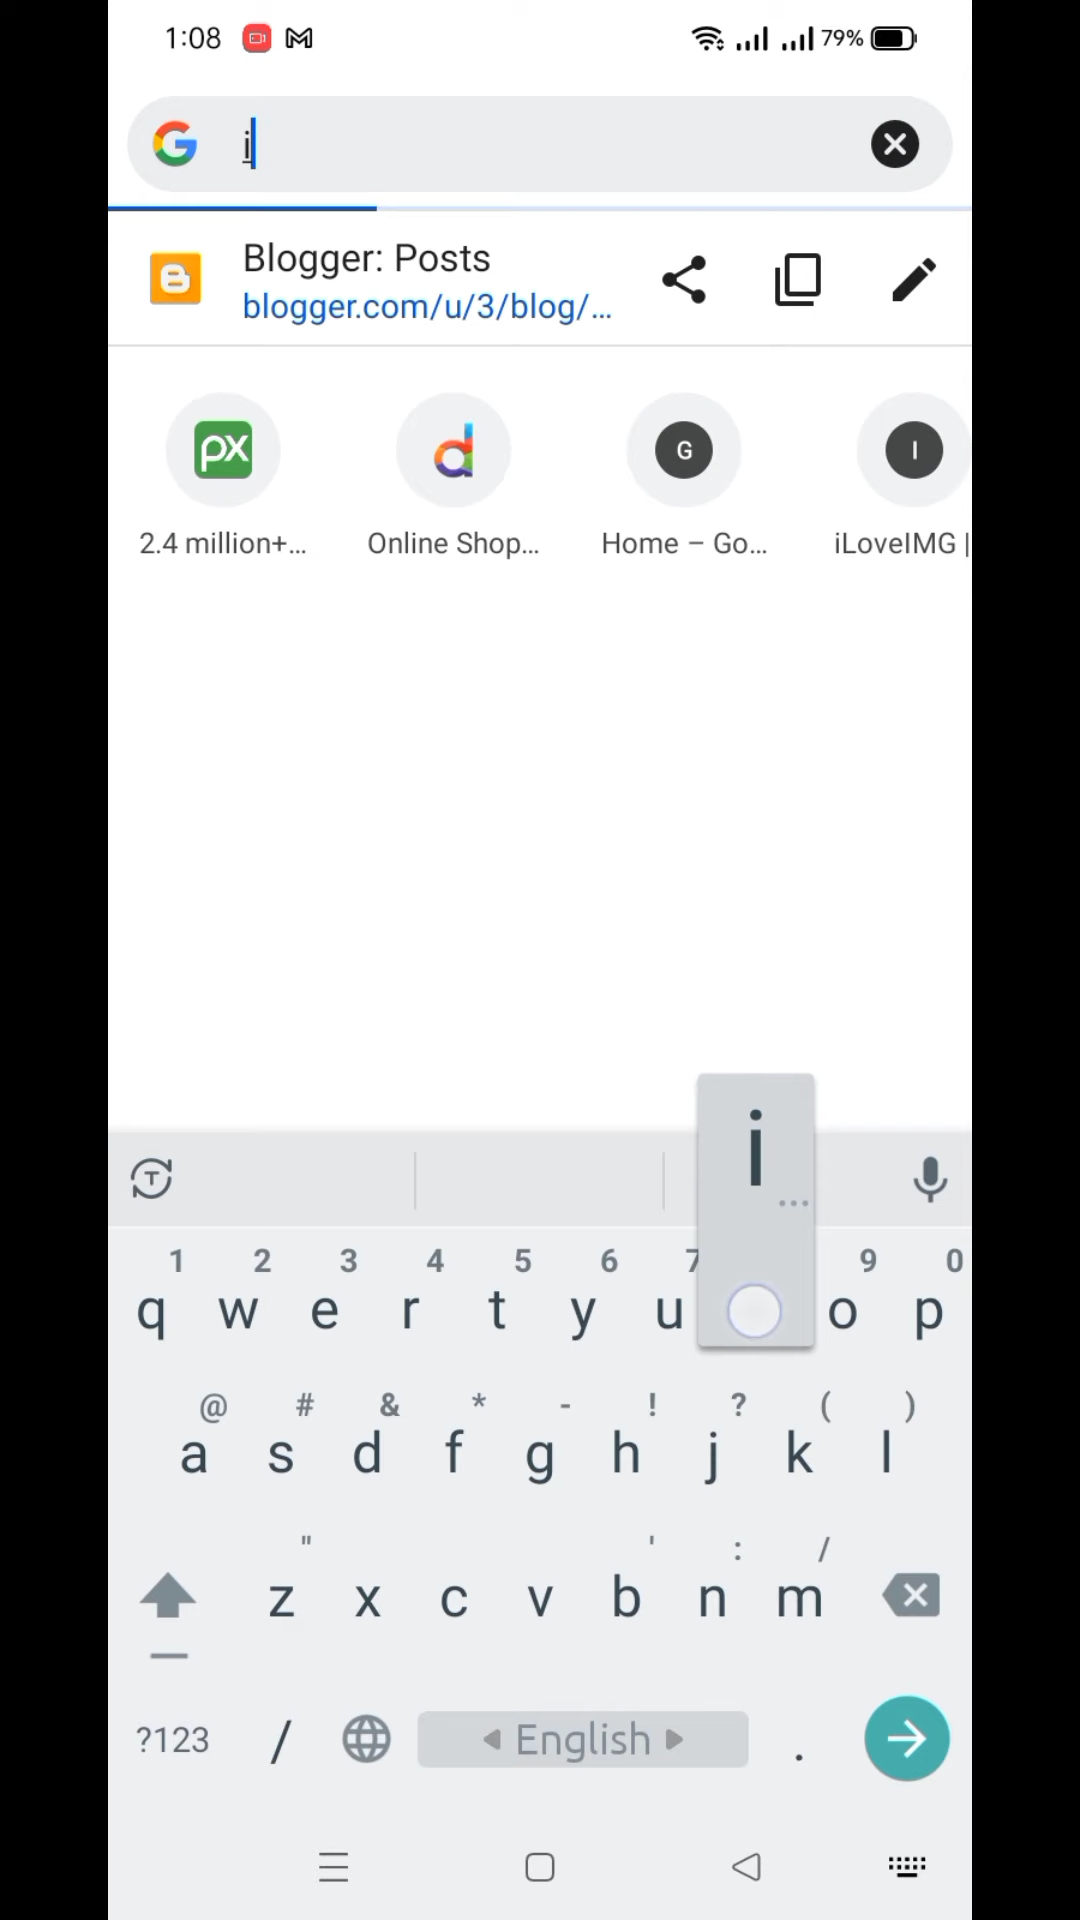 1:08 79%
i
Blogger: Posts
blogger.com/u/3/blog/...
px G I
2.4 million+... Online Shop... Home – Go... iLoveIMG |
i
...
T
1 2 3 4 5 6 7 9 0
q w e r t y u o p
@ # & * - ! ? ( )
a s d f g h j k l
" ' : /
z x c v b n m
?123 / English .